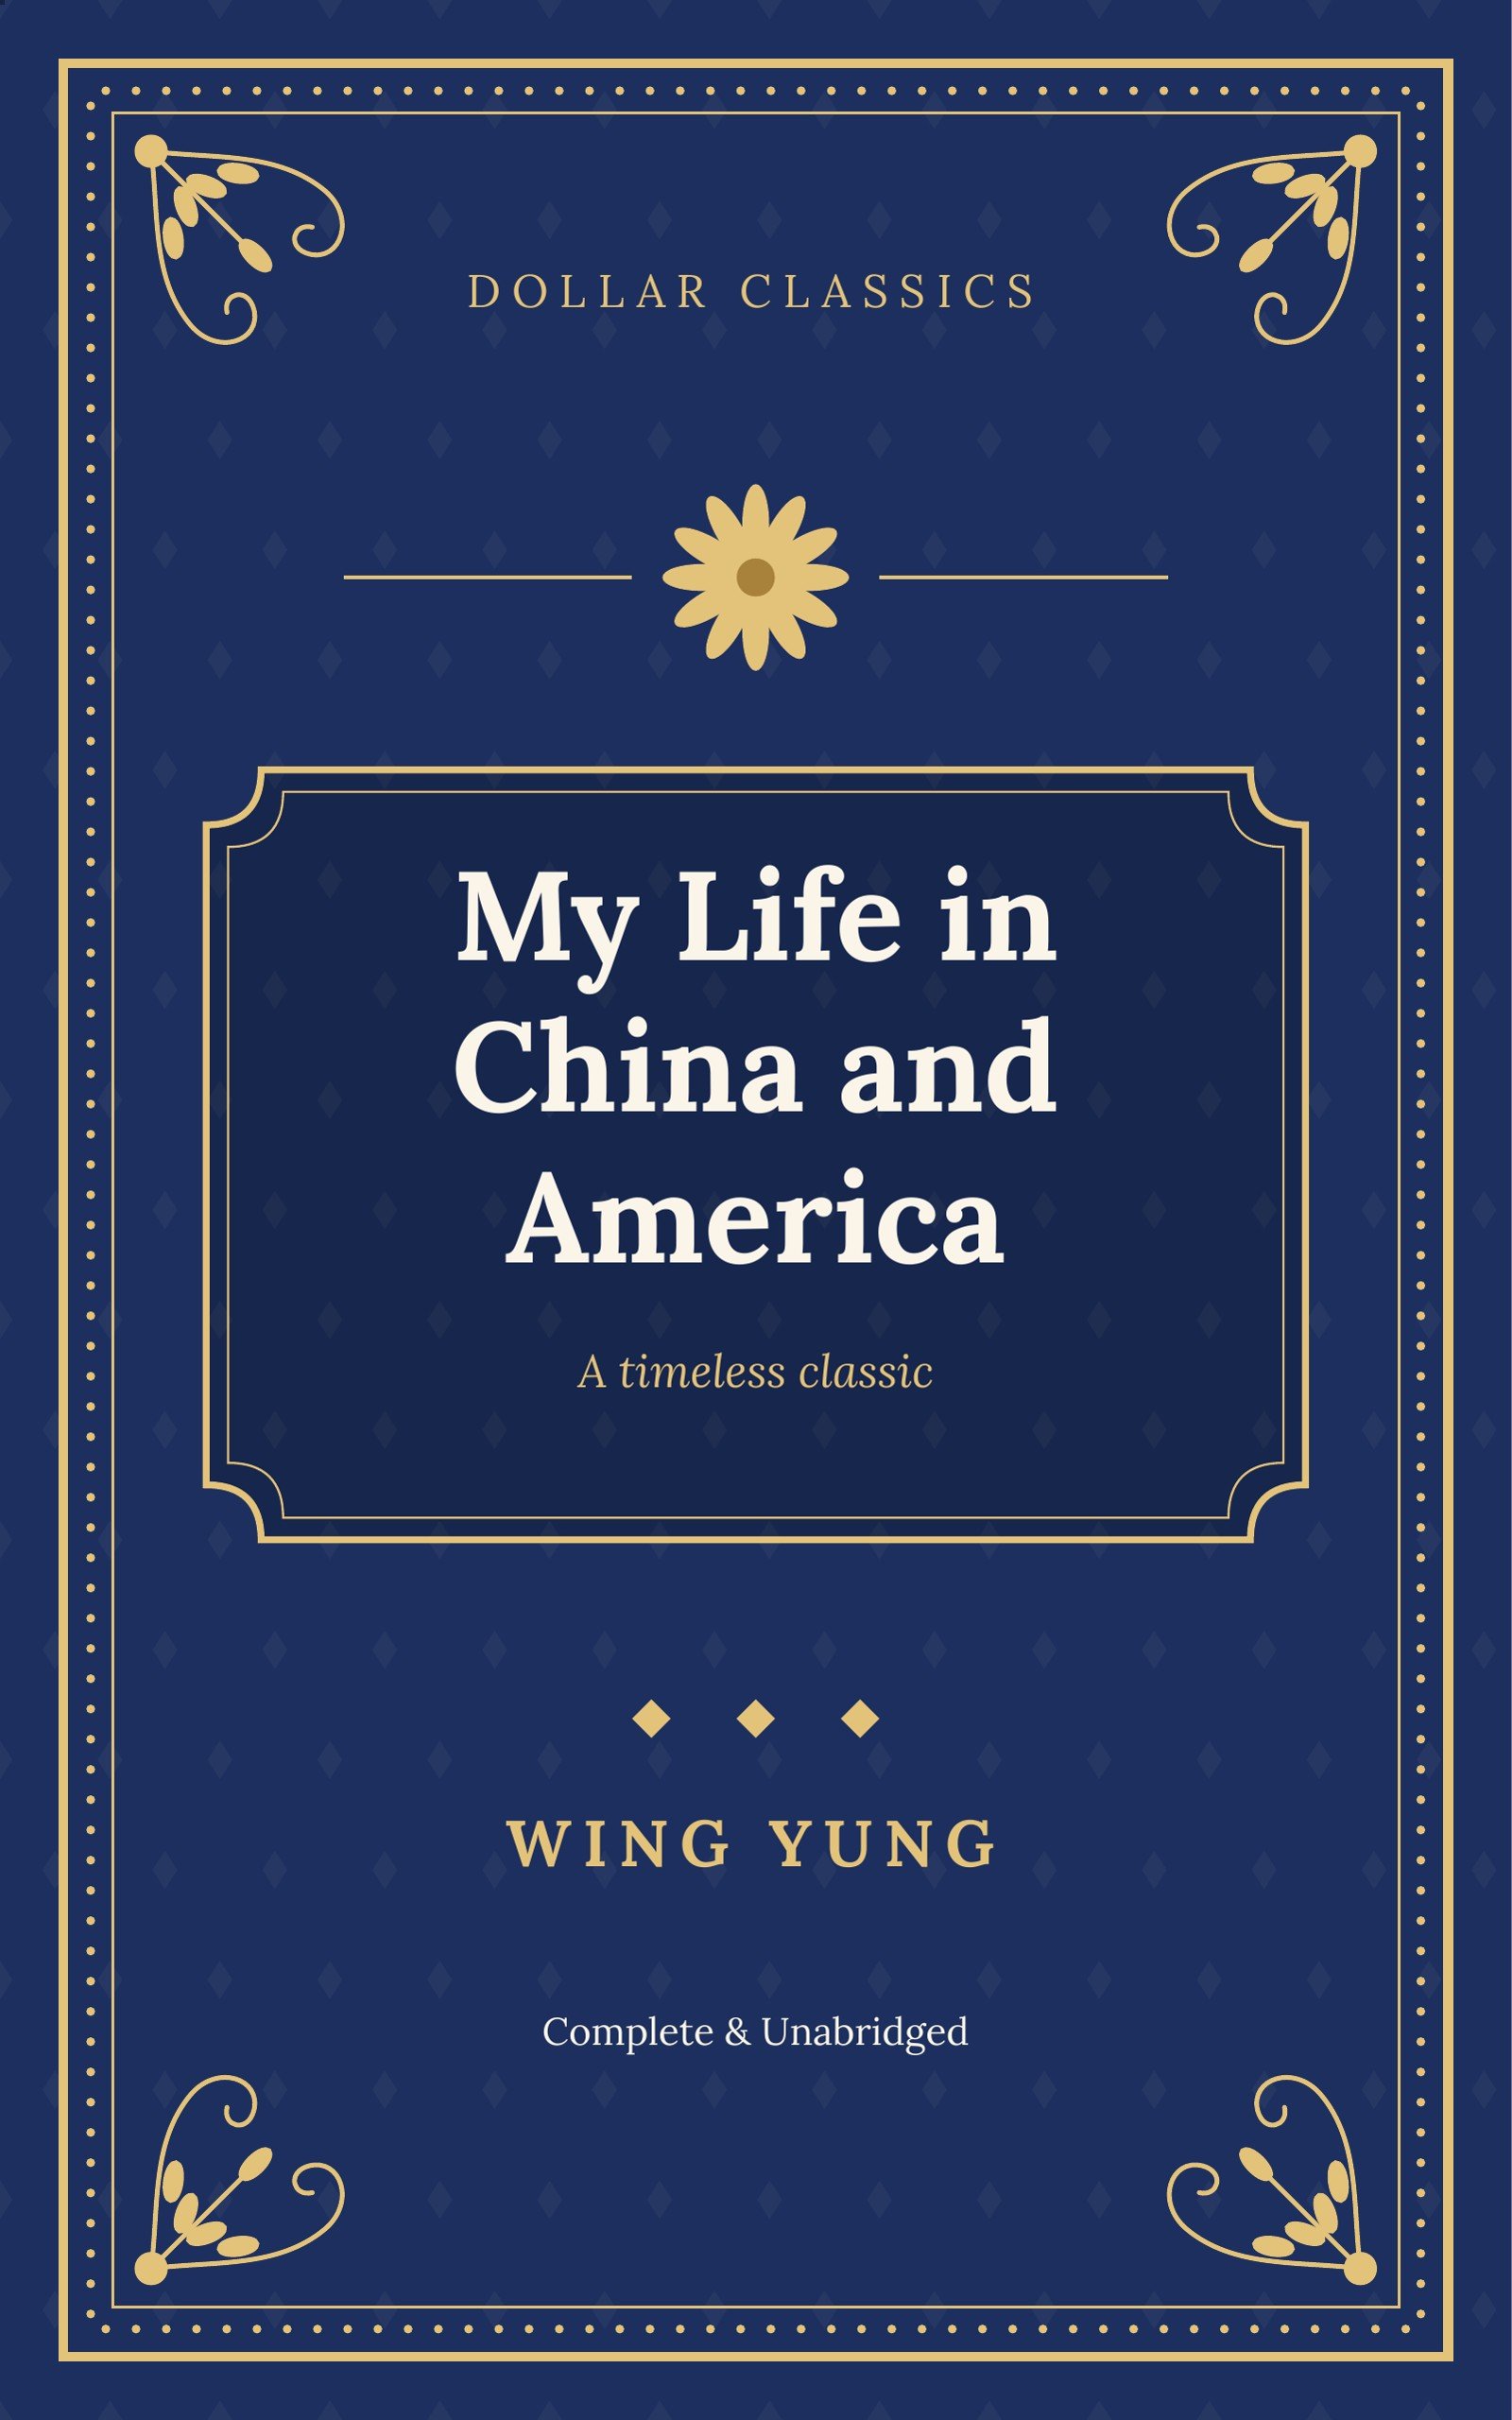 DOLLAR CLASSICS
My Life in
China and
America
A timeless classic
WING YUNG
Complete & Unabridged